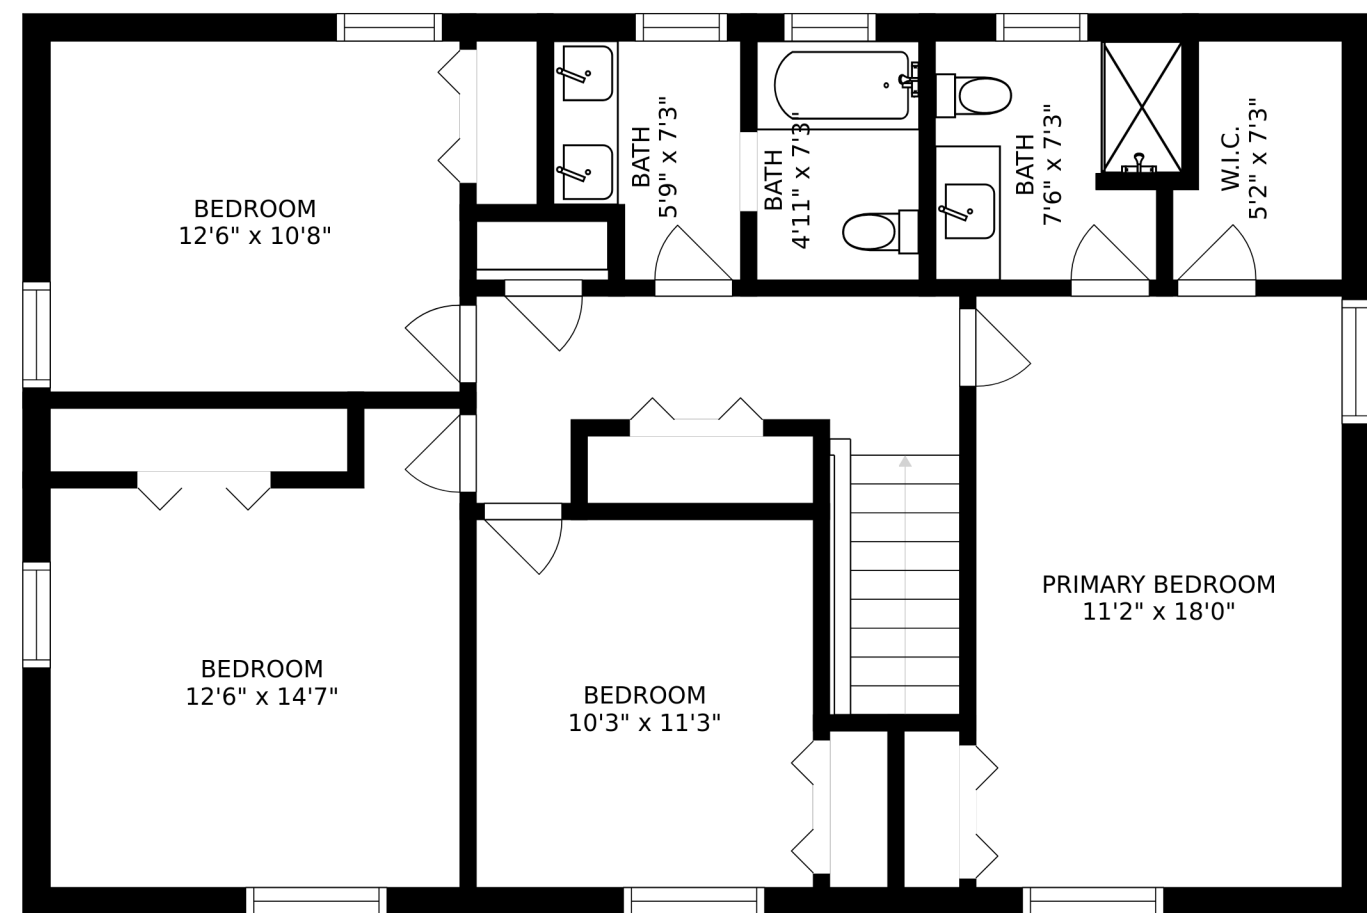 BEDROOM
12'6" x 10'8"
BATH
5'9" x 7'3"
BATH
4'11" x 7'3"
BATH
7'6" x 7'3"
W.I.C.
5'2" x 7'3"
PRIMARY BEDROOM
11'2" x 18'0"
BEDROOM
12'6" x 14'7"
BEDROOM
10'3" x 11'3"